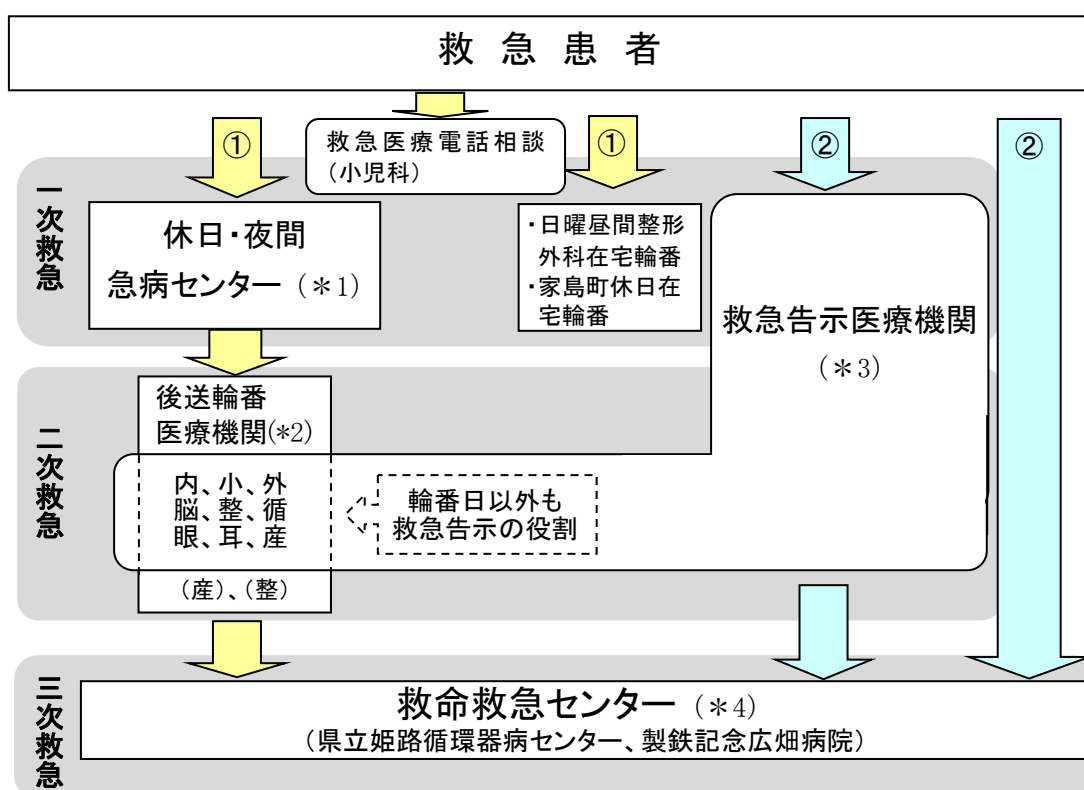 救急患者
救急医療電話相談
（小児科）
①
①
②
②
一次救急
休日・夜間
急病センター（＊1）
・日曜昼間整形
外科在宅輪番
・家島町休日在
宅輪番
救急告示医療機関
（＊3）
二次救急
後送輪番
医療機関(*2)
内、小、外
脳、整、循
眼、耳、産
輪番日以外も
救急告示の役割
（産）、（整）
三次救急
救命救急センター（＊4）
（県立姫路循環器病センター、製鉄記念広畑病院）